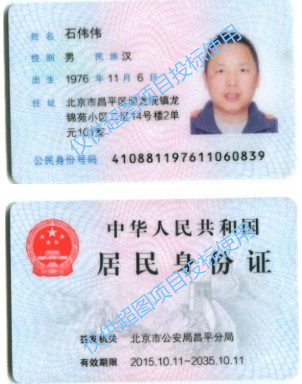 姓名 石伟伟
性别 男 民族 汉
出生 1976 年 11 月 6 日
住址 北京市昌平区 龙观镇龙
锦苑小区 区14号楼2单
元101室
公民身份号码 410881197611060839
仅供超图项目投标使用
中华人民共和国
居民身份证
签发机关 北京市公安局昌平分局
有效期限 2015.10.11-2035.10.11
仅供超图项目投标使用